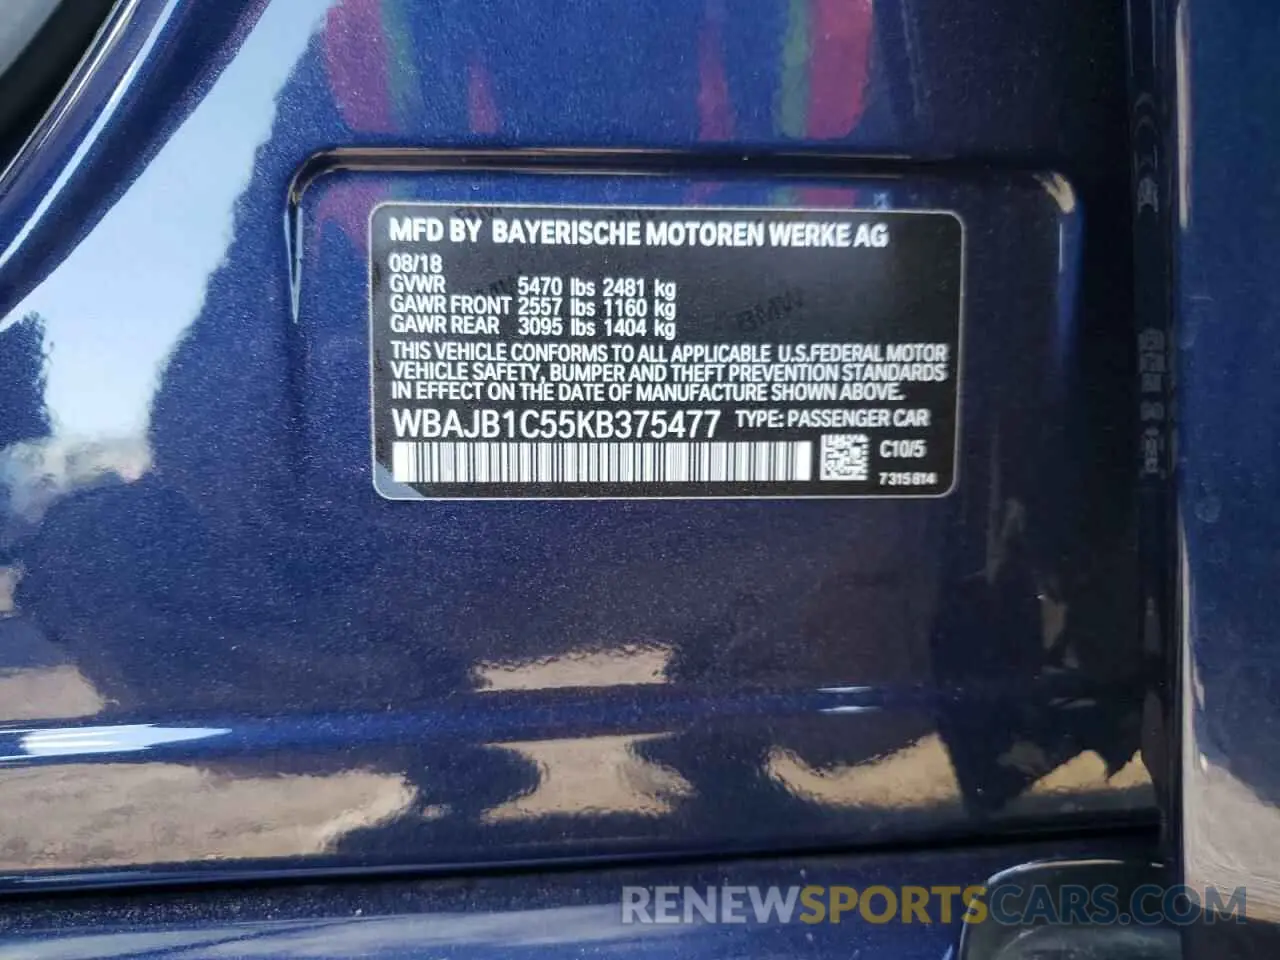 MFD BY BAYERISCHE MOTOREN WERKE AG
08/18
GVWR 5470 lbs 2481 kg
GAWR FRONT 2557 lbs 1160 kg
GAWR REAR 3095 lbs 1404 kg
THIS VEHICLE CONFORMS TO ALL APPLICABLE U.S.FEDERAL MOTOR
VEHICLE SAFETY, BUMPER AND THEFT PREVENTION STANDARDS
IN EFFECT ON THE DATE OF MANUFACTURE SHOWN ABOVE.
WBAJB1C55KB375477 TYPE: PASSENGER CAR
C10/5
7315814
RENEWSPORTSCARS.COM